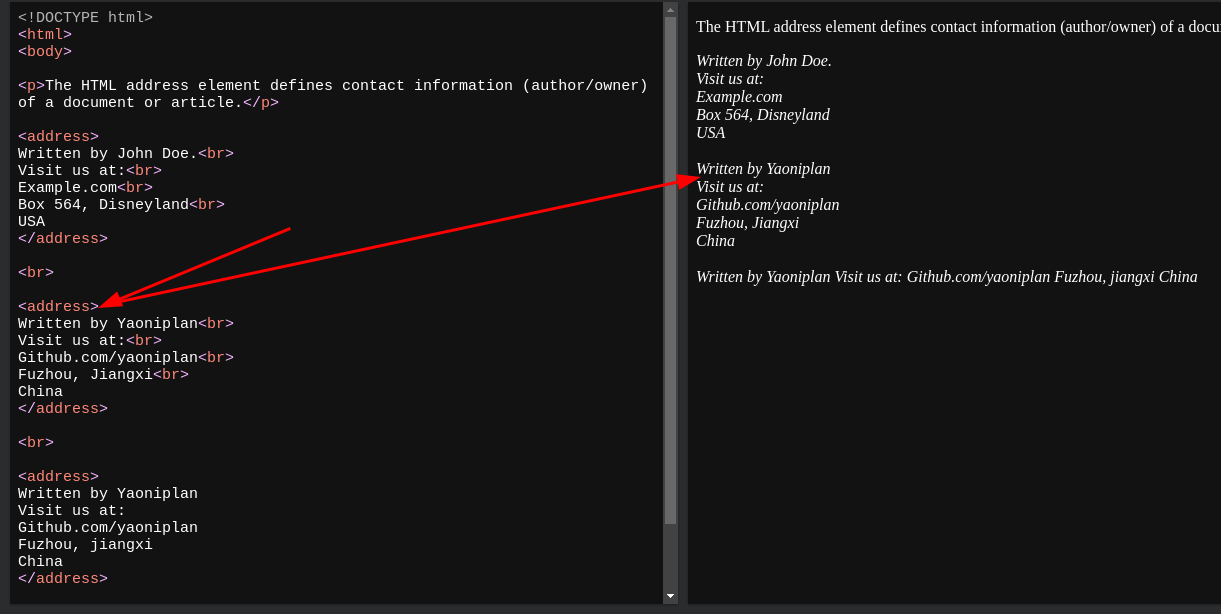 <!DOCTYPE html>
<html>
<body>
<p>The HTML address element defines contact information (author/owner)
of a document or article.</p>
<address>
Written by John Doe.<br>
Visit us at:<br>
Example.com<br>
Box 564, Disneyland<br>
USA
</address>
<br>
<address>
Written by Yaoniplan<br>
Visit us at:<br>
Github.com/yaoniplan<br>
Fuzhou, Jiangxi<br>
China
</address>
<br>
<address>
Written by Yaoniplan
Visit us at:
Github.com/yaoniplan
Fuzhou, jiangxi
China
</address>
The HTML address element defines contact information (author/owner) of a docu
Written by John Doe.
Visit us at:
Example.com
Box 564, Disneyland
USA
Written by Yaoniplan
Visit us at:
Github.com/yaoniplan
Fuzhou, Jiangxi
China
Written by Yaoniplan Visit us at: Github.com/yaoniplan Fuzhou, jiangxi China